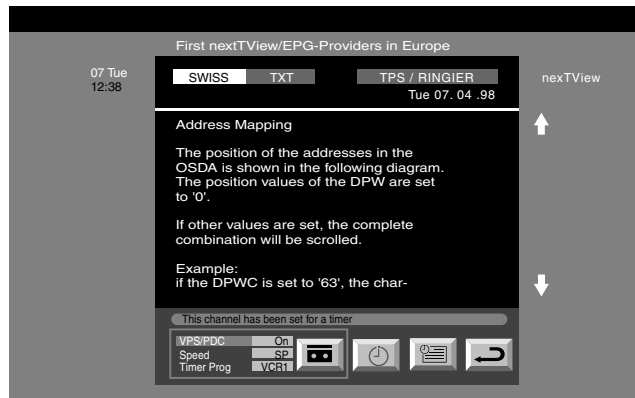 First nextTView/EPG-Providers in Europe
07 Tue
12:38
SWISS TXT TPS / RINGIER
Tue 07. 04 .98
nexTView
Address Mapping
The position of the addresses in the
OSDA is shown in the following diagram.
The position values of the DPW are set
to '0'.
If other values are set, the complete
combination will be scrolled.
Example:
if the DPWC is set to '63', the char-
This channel has been set for a timer
VPS/PDC On
Speed SP
Timer Prog VCR1